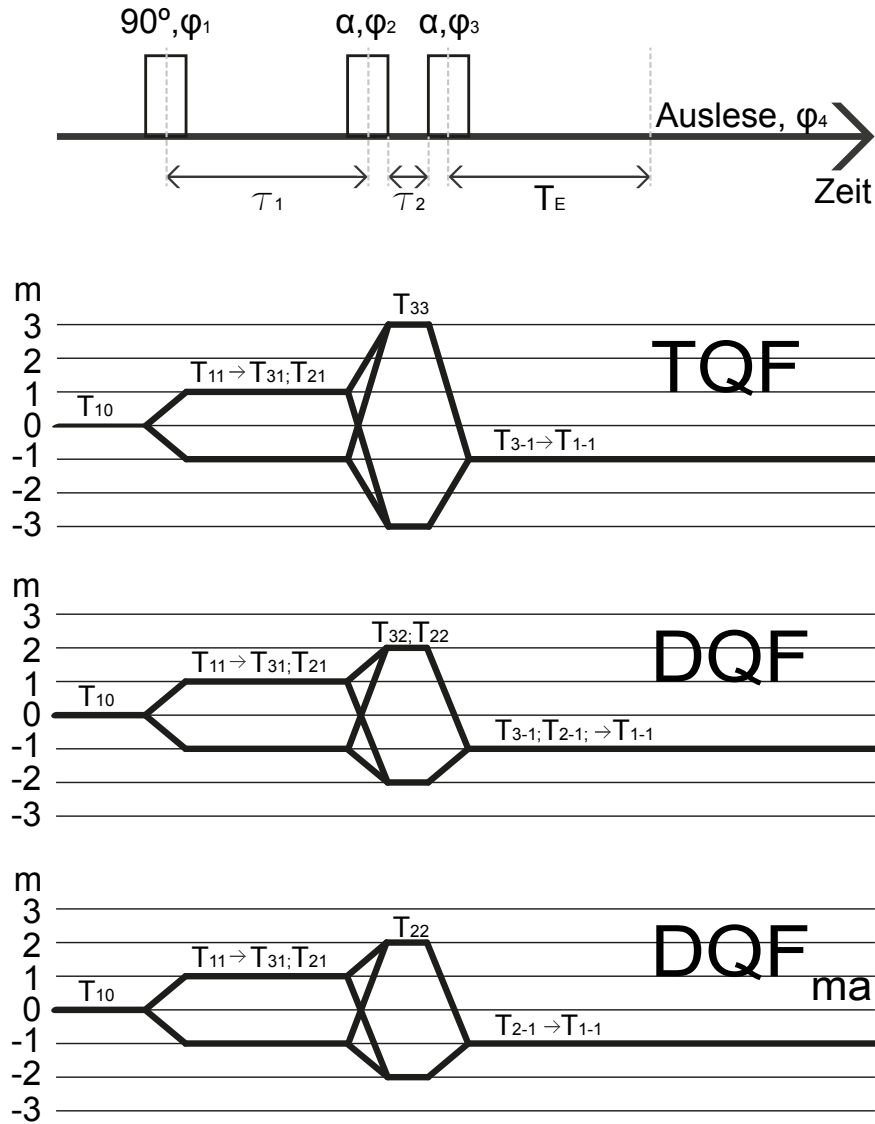 90º,φ₁ α,φ₂ α,φ₃
Auslese, φ₄
τ₁ τ₂ T_E Zeit
m
3
T₃₃
2
TQF
1 T₁₁→T₃₁;T₂₁
0 T₁₀
-1 T₃₋₁→T₁₋₁
-2
-3
m
3
T₃₂;T₂₂
2
DQF
1 T₁₁→T₃₁;T₂₁
0 T₁₀
-1 T₃₋₁;T₂₋₁; →T₁₋₁
-2
-3
m
3
2 T₂₂
DQF_ma
1 T₁₁→T₃₁;T₂₁
0 T₁₀
-1 T₂₋₁→T₁₋₁
-2
-3